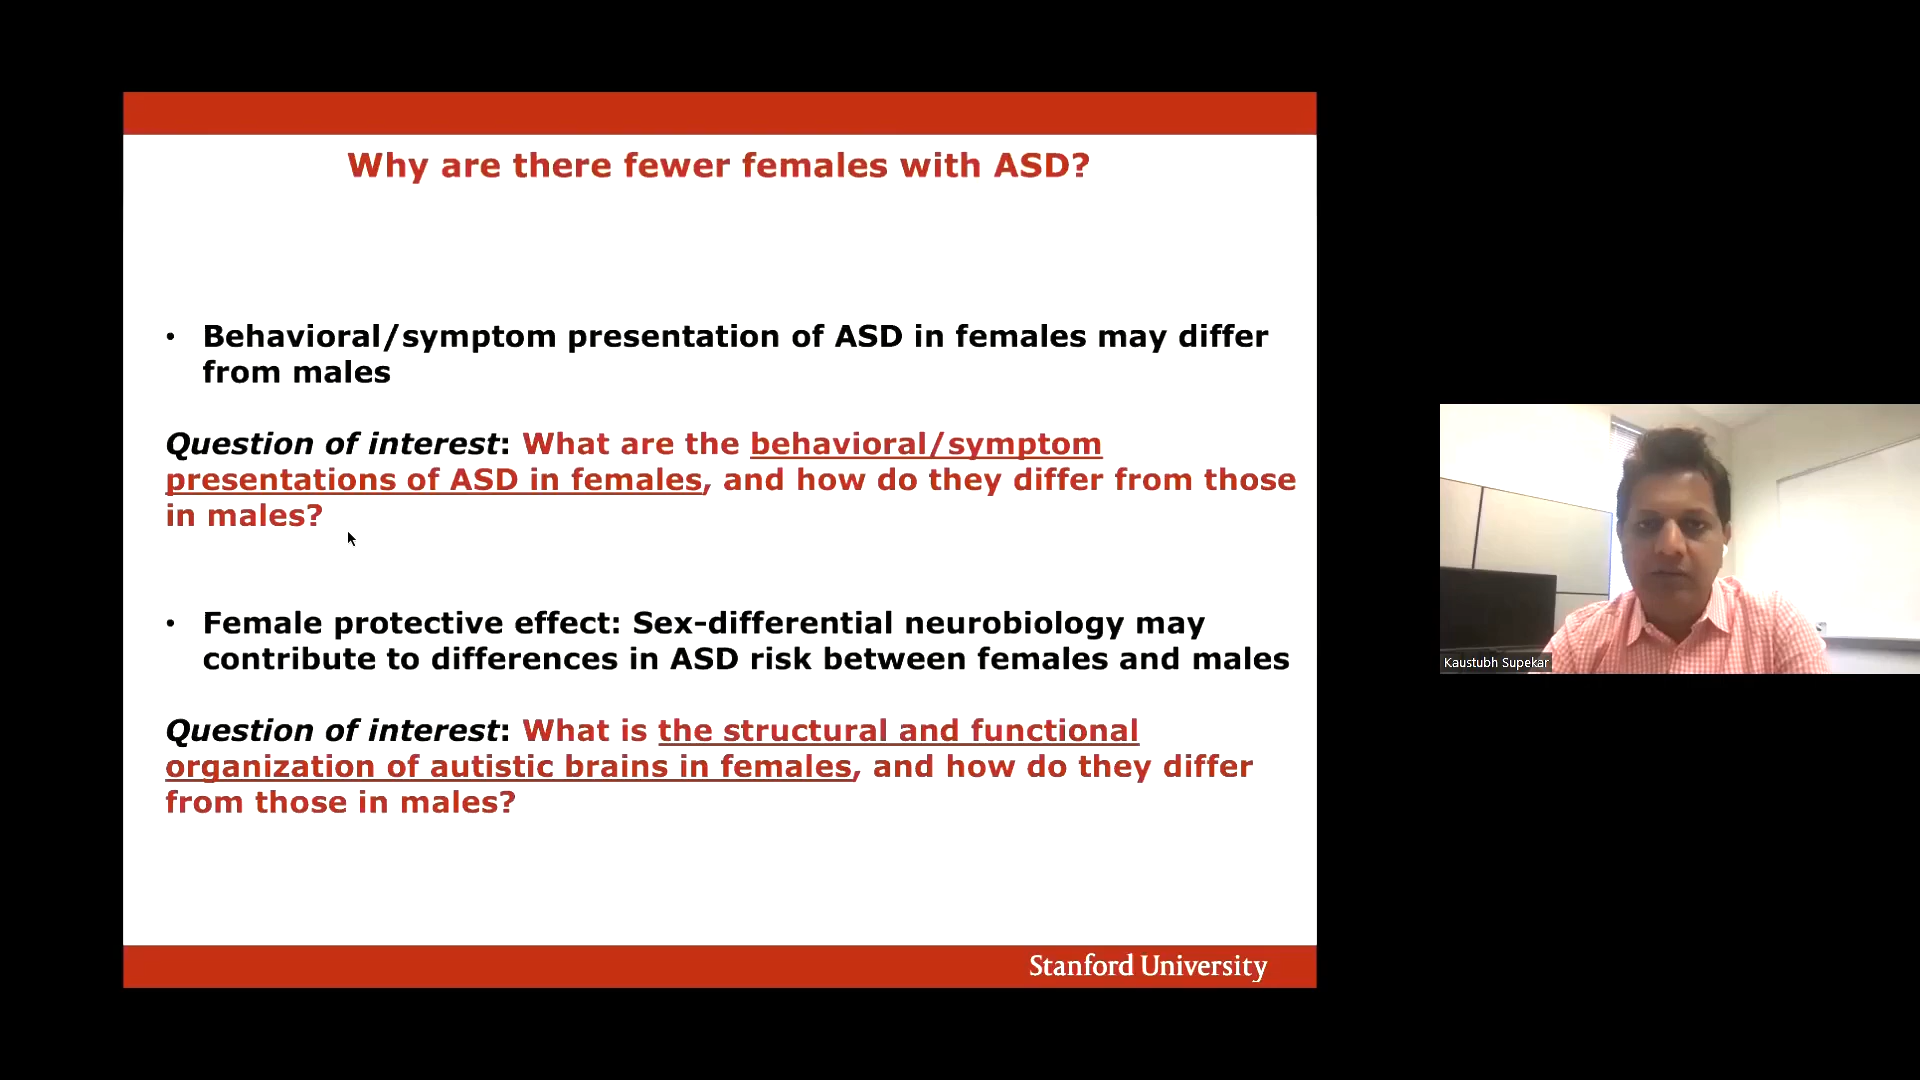 Why are there fewer females with ASD?
• Behavioral/symptom presentation of ASD in females may differ
from males
Question of interest: What are the behavioral/symptom
presentations of ASD in females, and how do they differ from those
in males?
• Female protective effect: Sex-differential neurobiology may
contribute to differences in ASD risk between females and males
Question of interest: What is the structural and functional
organization of autistic brains in females, and how do they differ
from those in males?
Stanford University
Kaustubh Supekar